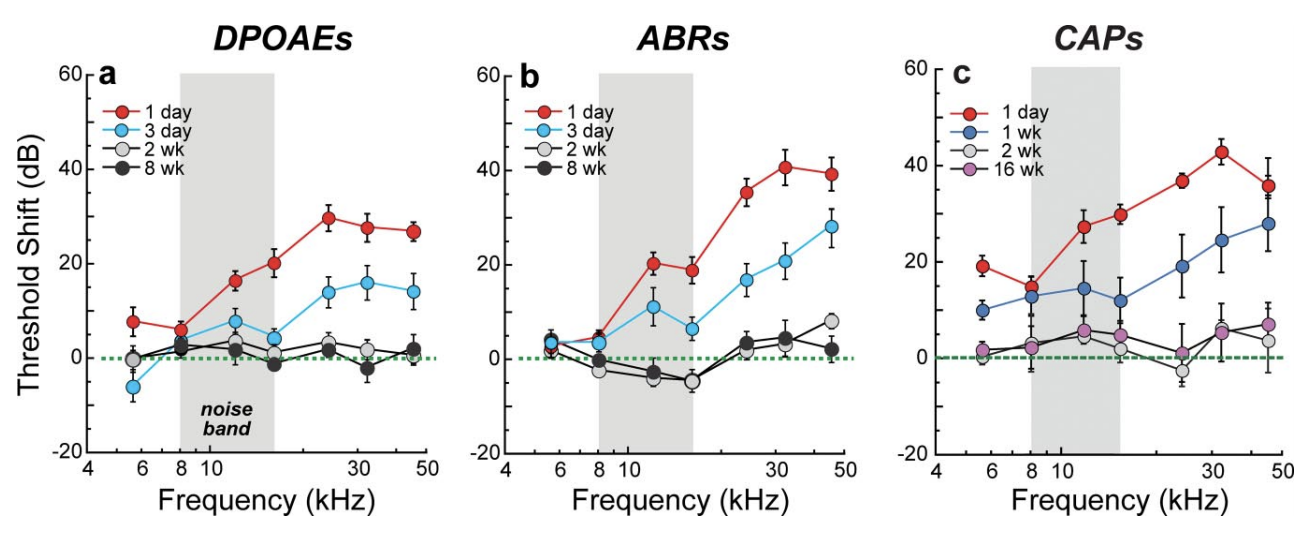 DPOAEs
ABRs
CAPs
Threshold Shift (dB)
a
60
40
20
0
-20
1 day
3 day
2 wk
8 wk
noise
band
4 6 8 10 30 50
Frequency (kHz)
b
60
40
20
0
-20
1 day
3 day
2 wk
8 wk
4 6 8 10 30 50
Frequency (kHz)
c
60
40
20
0
-20
1 day
1 wk
2 wk
16 wk
4 6 8 10 30 50
Frequency (kHz)